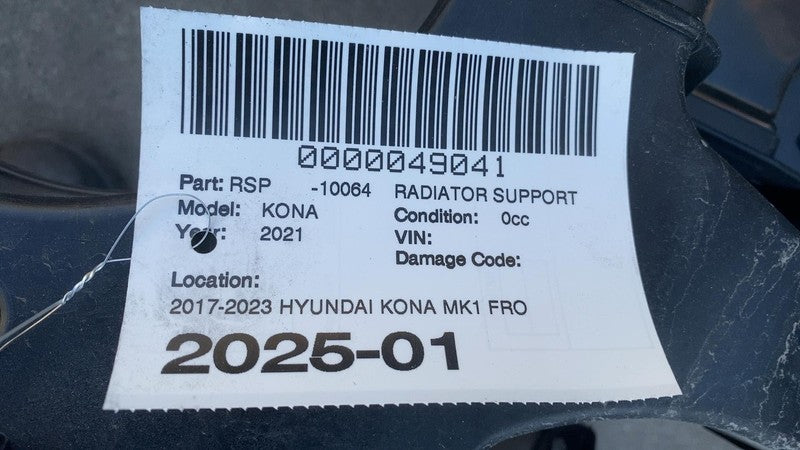 0000049041
Part: RSP -10064 RADIATOR SUPPORT
Model: KONA Condition: 0cc
Year: 2021 VIN:
Damage Code:
Location:
2017-2023 HYUNDAI KONA MK1 FRO
2025-01